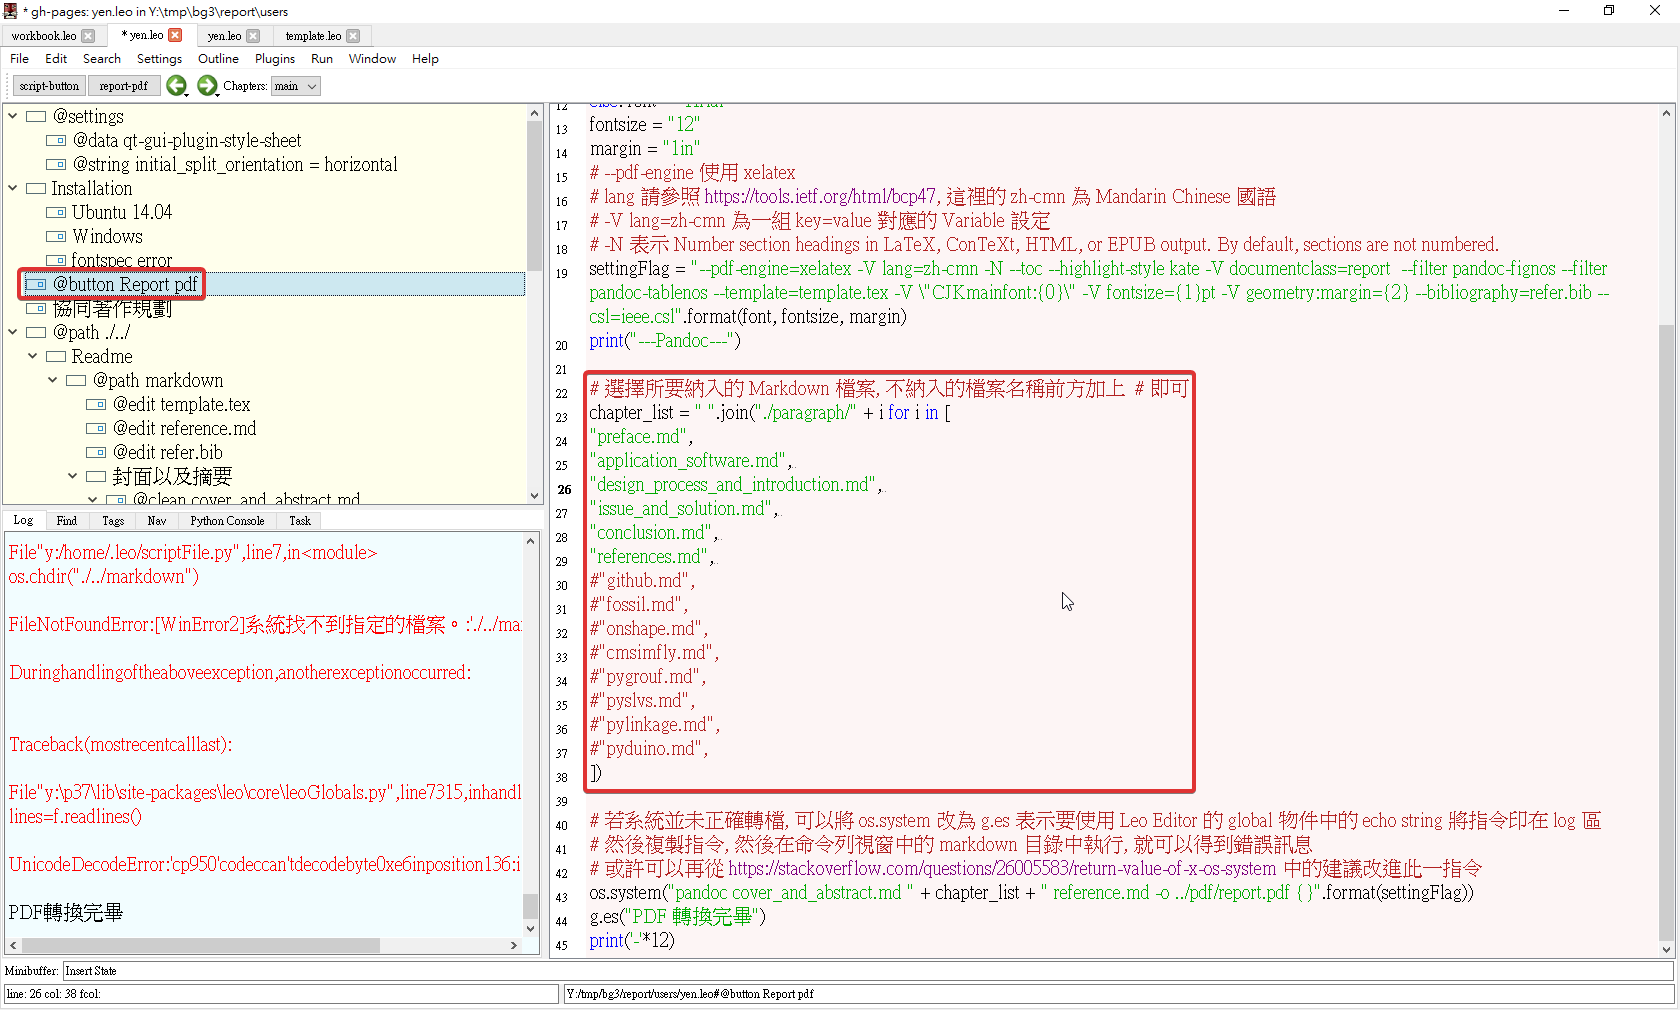 * gh-pages: yen.leo in Y:\tmp\bg3\report\users
workbook.leo
* yen.leo
yen.leo
template.leo
File Edit Search Settings Outline Plugins Run Window Help
script-button report-pdf Chapters: main
@settings
@data qt-gui-plugin-style-sheet
@string initial_split_orientation = horizontal
Installation
Ubuntu 14.04
Windows
fontspec error
@button Report pdf
協同著作規劃
@path ./../
Readme
@path markdown
@edit template.tex
@edit reference.md
@edit refer.bib
封面以及摘要
@clean cover_and_abstract.md
Log Find Tags Nav Python Console Task
File"y:/home/.leo/scriptFile.py",line7,in<module>
os.chdir("./../markdown")
FileNotFoundError:[WinError2]系統找不到指定的檔案。:'./../mai
Duringhandlingoftheaboveexception,anotherexceptionoccurred:
Traceback(mostrecentcalllast):
File"y:\p37\lib\site-packages\leo\core\leoGlobals.py",line7315,inhandl
lines=f.readlines()
UnicodeDecodeError:'cp950'codeccan'tdecodebyte0xe6inposition136:i
PDF轉換完畢
12 else: font = "Arial"
13 fontsize = "12"
14 margin = "1in"
15 # --pdf-engine 使用 xelatex
16 # lang 請參照 https://tools.ietf.org/html/bcp47, 這裡的 zh-cmn 為 Mandarin Chinese 國語
17 # -V lang=zh-cmn 為一組 key=value 對應的 Variable 設定
18 # -N 表示 Number section headings in LaTeX, ConTeXt, HTML, or EPUB output. By default, sections are not numbered.
19 settingFlag = "--pdf-engine=xelatex -V lang=zh-cmn -N --toc --highlight-style kate -V documentclass=report --filter pandoc-fignos --filter
pandoc-tablenos --template=template.tex -V \"CJKmainfont:{0}\" -V fontsize={1}pt -V geometry:margin={2} --bibliography=refer.bib --
csl=ieee.csl".format(font, fontsize, margin)
20 print("---Pandoc---")
21
22 # 選擇所要納入的 Markdown 檔案, 不納入的檔案名稱前方加上 # 即可
23 chapter_list = " ".join("./paragraph/" + i for i in [
24 "preface.md",
25 "application_software.md",
26 "design_process_and_introduction.md",
27 "issue_and_solution.md",
28 "conclusion.md",
29 "references.md",
30 #"github.md",
31 #"fossil.md",
32 #"onshape.md",
33 #"cmsimfly.md",
34 #"pygrouf.md",
35 #"pyslvs.md",
36 #"pylinkage.md",
37 #"pyduino.md",
38 ])
39
40 # 若系統並未正確轉檔, 可以將 os.system 改為 g.es 表示要使用 Leo Editor 的 global 物件中的 echo string 將指令印在 log 區
41 # 然後複製指令, 然後在命令列視窗中的 markdown 目錄中執行, 就可以得到錯誤訊息
42 # 或許可以再從 https://stackoverflow.com/questions/26005583/return-value-of-x-os-system 中的建議改進此一指令
43 os.system("pandoc cover_and_abstract.md " + chapter_list + " reference.md -o ../pdf/report.pdf {}".format(settingFlag))
44 g.es("PDF 轉換完畢")
45 print('-'*12)
Minibuffer: Insert State
line: 26 col: 38 fcol:
Y:/tmp/bg3/report/users/yen.leo#@button Report pdf